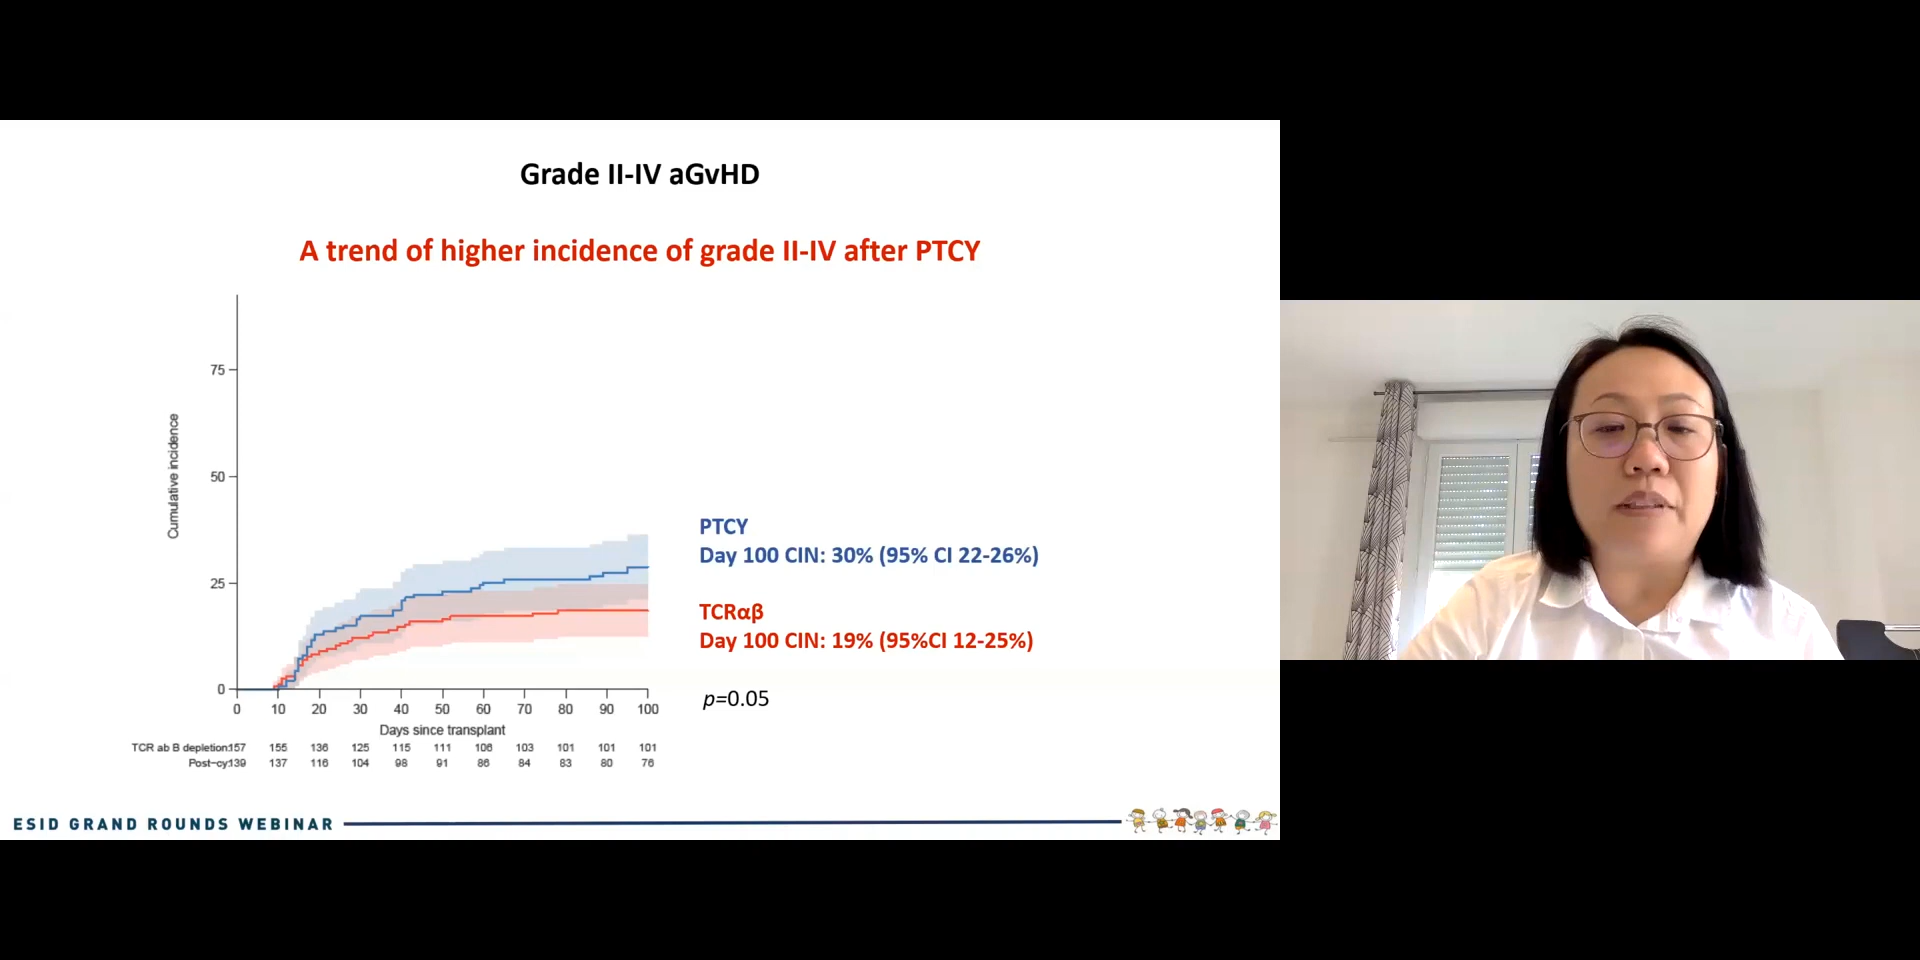 Grade II-IV aGvHD
A trend of higher incidence of grade II-IV after PTCY
75
50
25
0
Cumulative incidence
0 10 20 30 40 50 60 70 80 90 100
Days since transplant
TCR ab B depletion:157 155 136 125 115 111 106 103 101 101 101
Post-cy:139 137 116 104 98 91 86 84 83 80 76
PTCY
Day 100 CIN: 30% (95% CI 22-26%)
TCRαβ
Day 100 CIN: 19% (95%CI 12-25%)
p=0.05
ESID GRAND ROUNDS WEBINAR